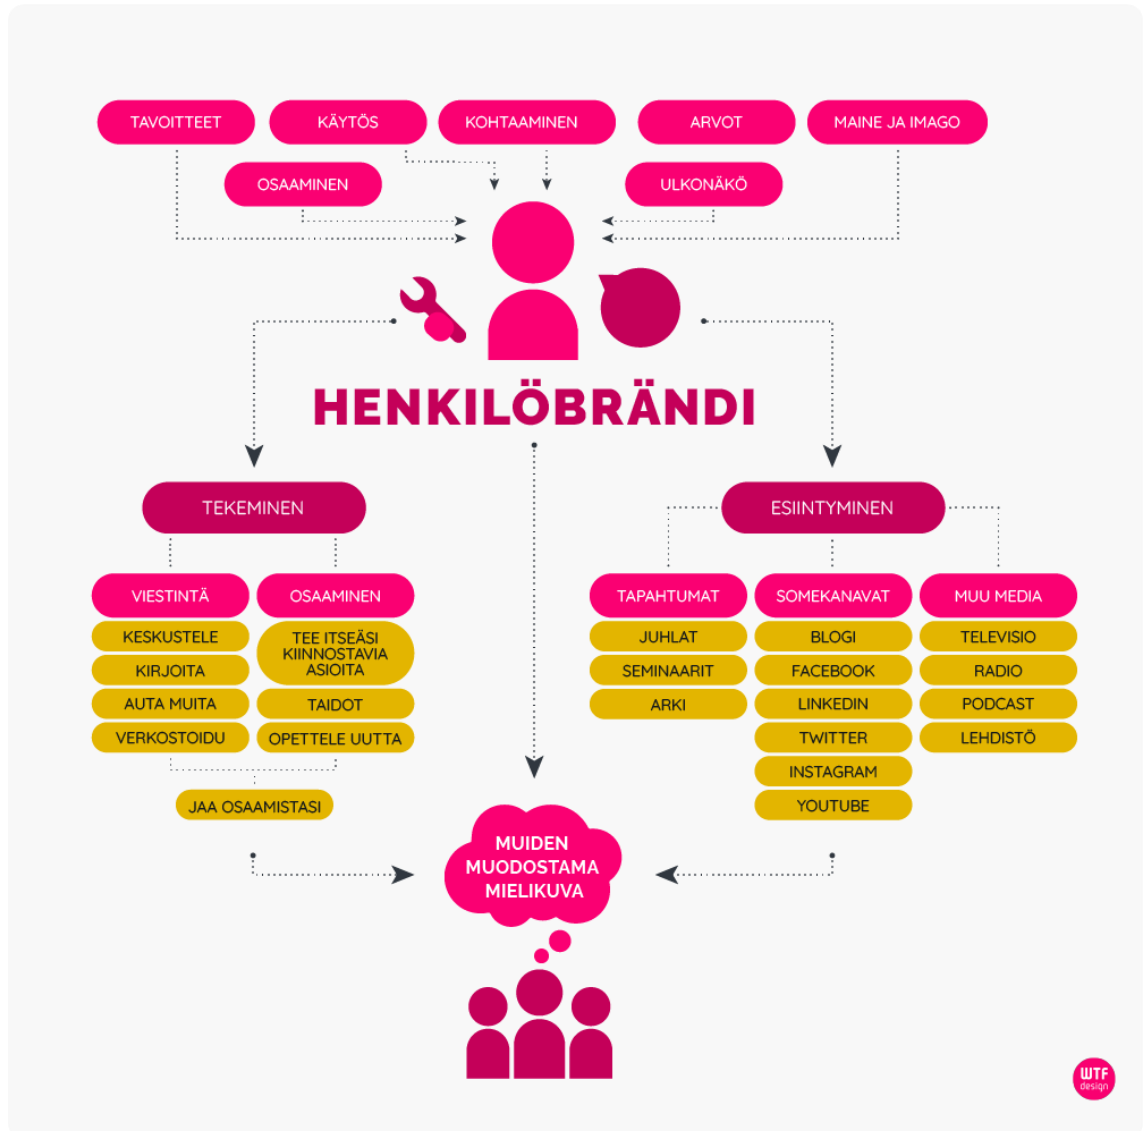 TAVOITTEET
KÄYTÖS
KOHTAAMINEN
ARVOT
MAINE JA IMAGO
OSAAMINEN
ULKONÄKÖ
HENKILÖBRÄNDI
TEKEMINEN
VIESTINTÄ
KESKUSTELE
KIRJOITA
AUTA MUITA
VERKOSTOIDU
OSAAMINEN
TEE ITSEÄSI
KIINNOSTAVIA
ASIOITA
TAIDOT
OPETTELE UUTTA
JAA OSAAMISTASI
ESIINTYMINEN
TAPAHTUMAT
JUHLAT
SEMINAARIT
ARKI
SOMEKANAVAT
BLOGI
FACEBOOK
LINKEDIN
TWITTER
INSTAGRAM
YOUTUBE
MUU MEDIA
TELEVISIO
RADIO
PODCAST
LEHDISTÖ
MUIDEN
MUODOSTAMA
MIELIKUVA
WTF
design